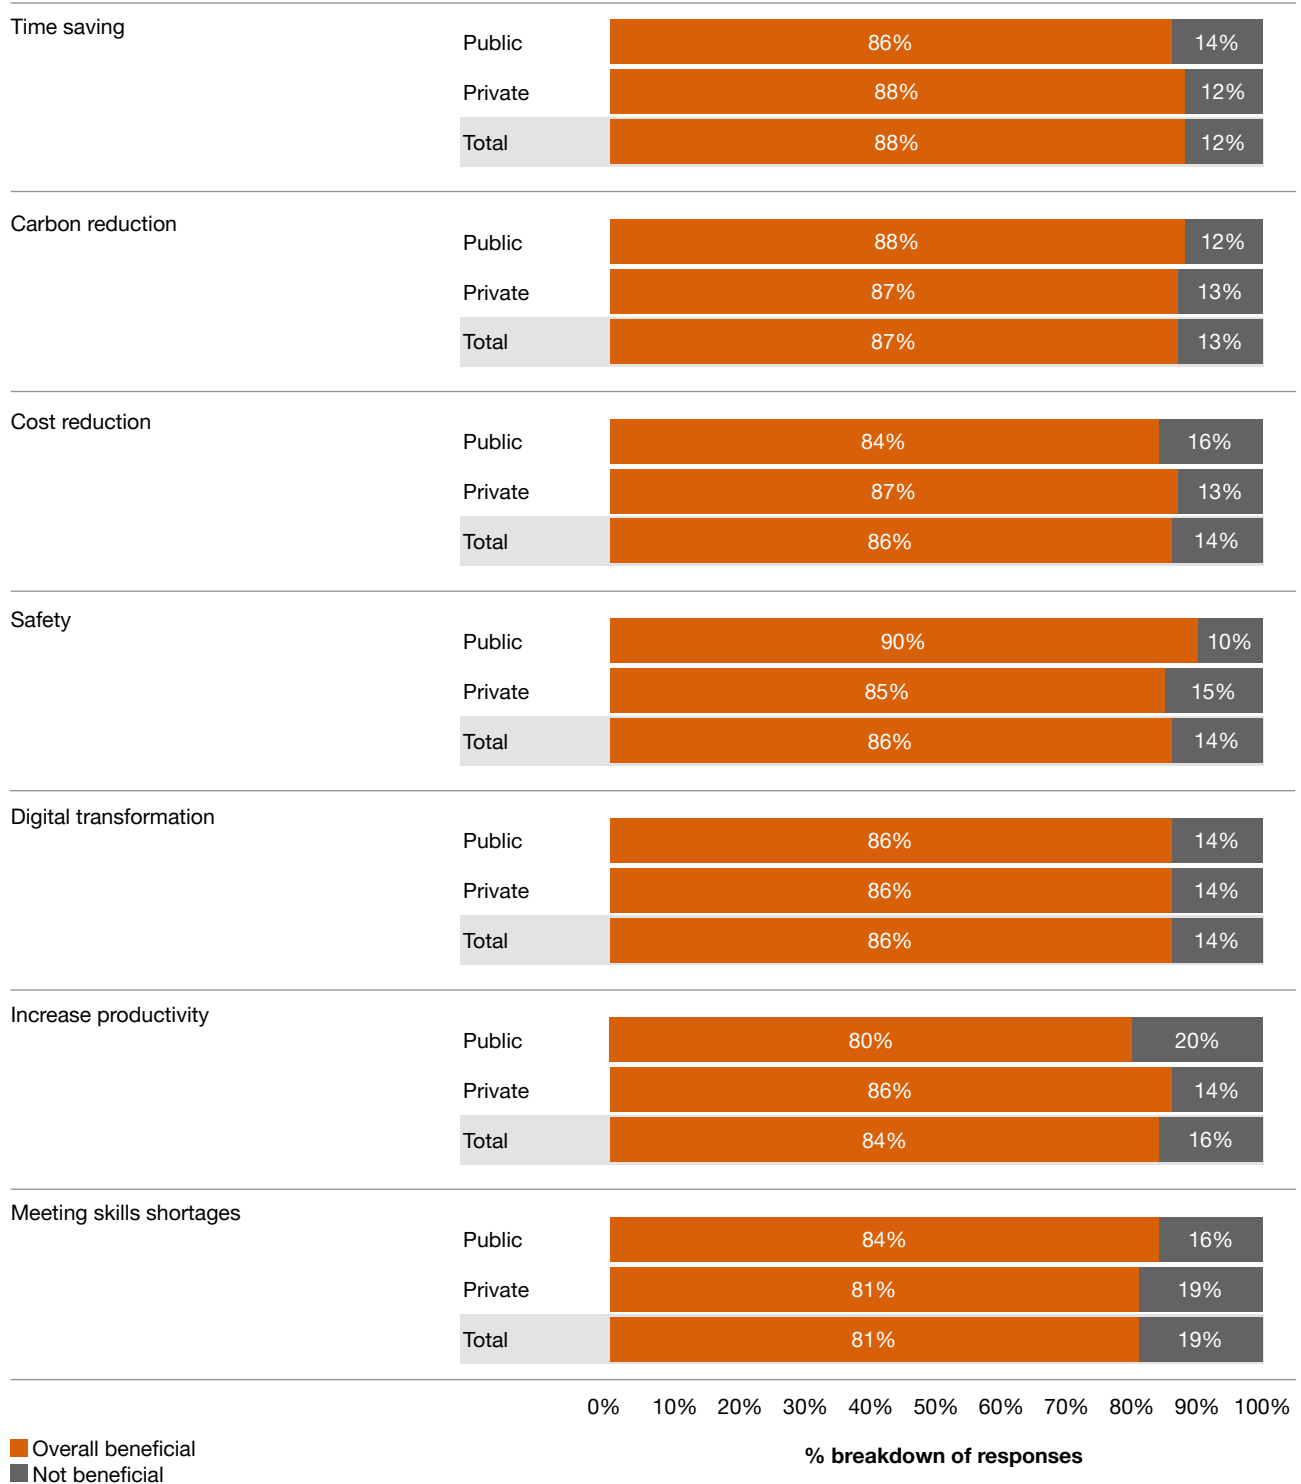 Time saving
Public 86% 14%
Private 88% 12%
Total 88% 12%
Carbon reduction
Public 88% 12%
Private 87% 13%
Total 87% 13%
Cost reduction
Public 84% 16%
Private 87% 13%
Total 86% 14%
Safety
Public 90% 10%
Private 85% 15%
Total 86% 14%
Digital transformation
Public 86% 14%
Private 86% 14%
Total 86% 14%
Increase productivity
Public 80% 20%
Private 86% 14%
Total 84% 16%
Meeting skills shortages
Public 84% 16%
Private 81% 19%
Total 81% 19%
0% 10% 20% 30% 40% 50% 60% 70% 80% 90% 100%
% breakdown of responses
Overall beneficial
Not beneficial